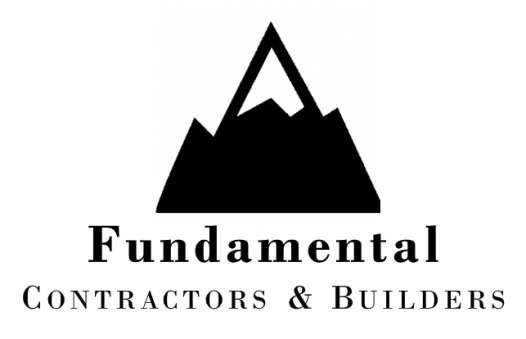 Fundamental
CONTRACTORS & BUILDERS